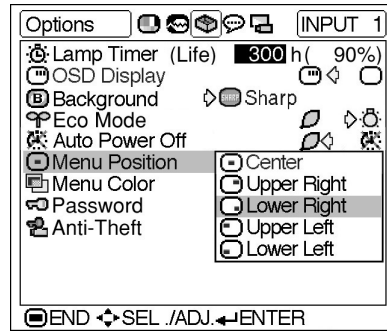 Options INPUT 1
Lamp Timer (Life) 300 h( 90%)
OSD Display
B Background SHARP Sharp
Eco Mode
Auto Power Off
Menu Position
Center
Menu Color
Upper Right
Password
Lower Right
Anti-Theft
Upper Left
Lower Left
END SEL ./ADJ. ENTER